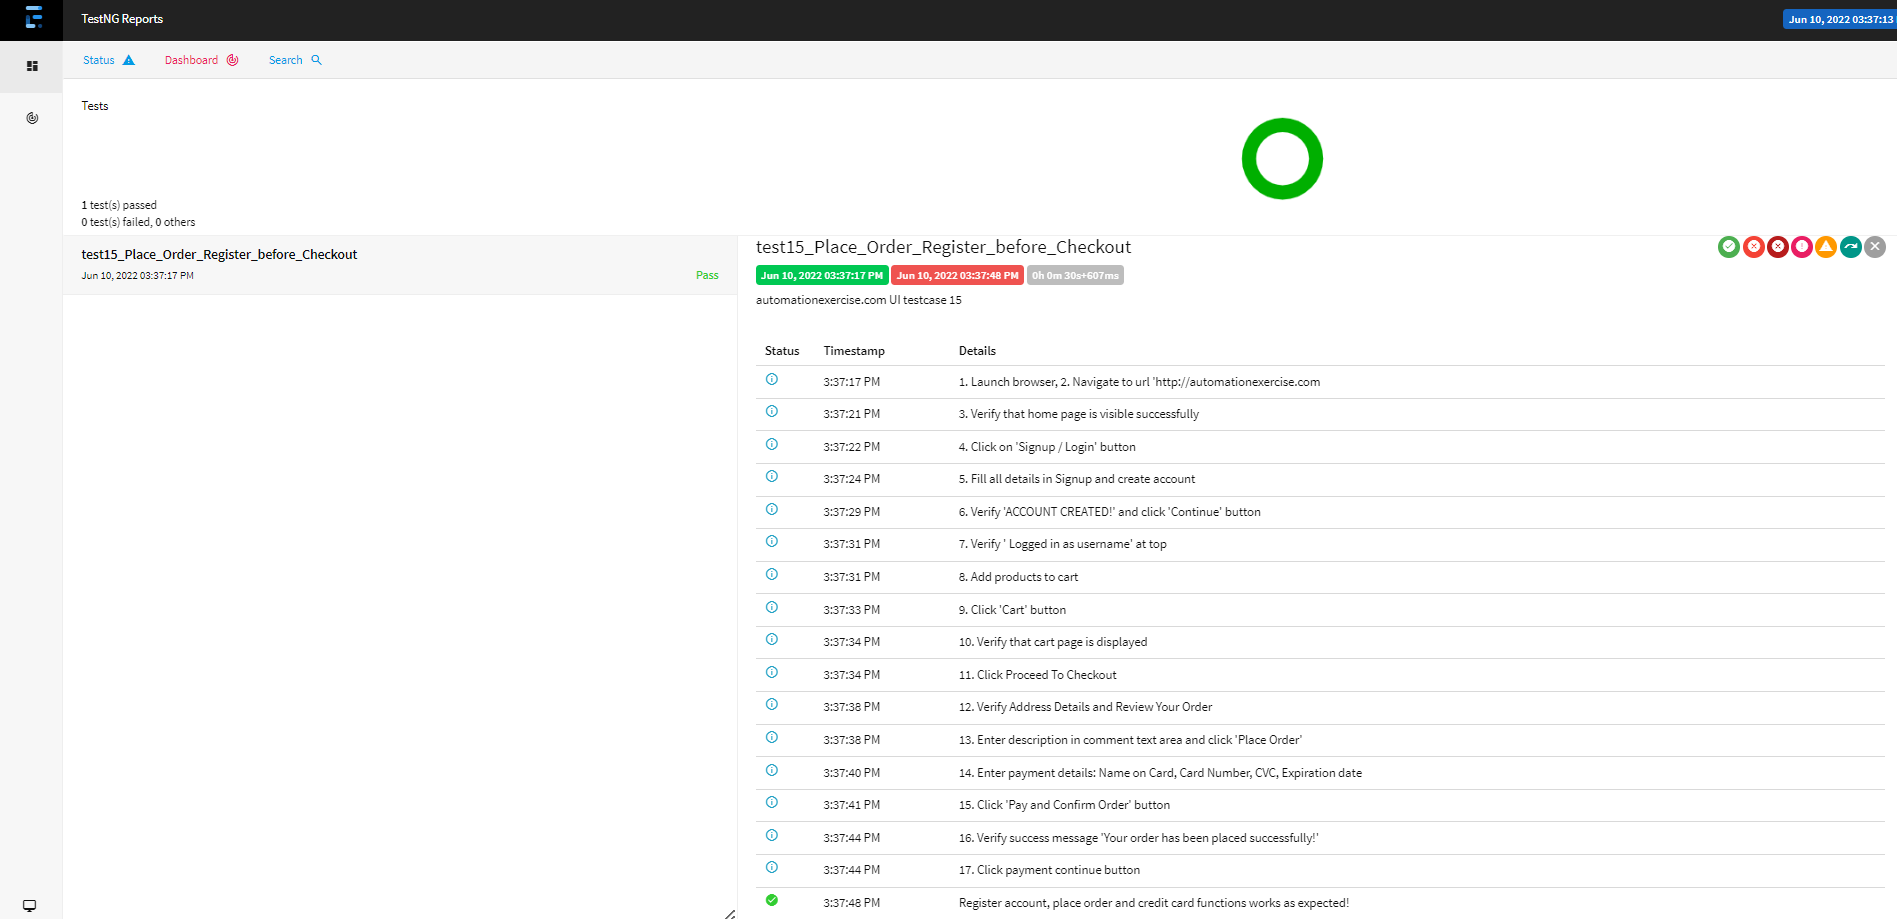 TestNG Reports
Jun 10, 2022 03:37:13
Status
Dashboard
Search
Tests
1 test(s) passed
0 test(s) failed, 0 others
test15_Place_Order_Register_before_Checkout
Jun 10, 2022 03:37:17 PM
Pass
test15_Place_Order_Register_before_Checkout
Jun 10, 2022 03:37:17 PM Jun 10, 2022 03:37:48 PM 0h 0m 30s+607ms
automationexercise.com UI testcase 15
Status Timestamp Details
3:37:17 PM 1. Launch browser, 2. Navigate to url 'http://automationexercise.com
3:37:21 PM 3. Verify that home page is visible successfully
3:37:22 PM 4. Click on 'Signup / Login' button
3:37:24 PM 5. Fill all details in Signup and create account
3:37:29 PM 6. Verify 'ACCOUNT CREATED!' and click 'Continue' button
3:37:31 PM 7. Verify ' Logged in as username' at top
3:37:31 PM 8. Add products to cart
3:37:33 PM 9. Click 'Cart' button
3:37:34 PM 10. Verify that cart page is displayed
3:37:34 PM 11. Click Proceed To Checkout
3:37:38 PM 12. Verify Address Details and Review Your Order
3:37:38 PM 13. Enter description in comment text area and click 'Place Order'
3:37:40 PM 14. Enter payment details: Name on Card, Card Number, CVC, Expiration date
3:37:41 PM 15. Click 'Pay and Confirm Order' button
3:37:44 PM 16. Verify success message 'Your order has been placed successfully!'
3:37:44 PM 17. Click payment continue button
3:37:48 PM Register account, place order and credit card functions works as expected!